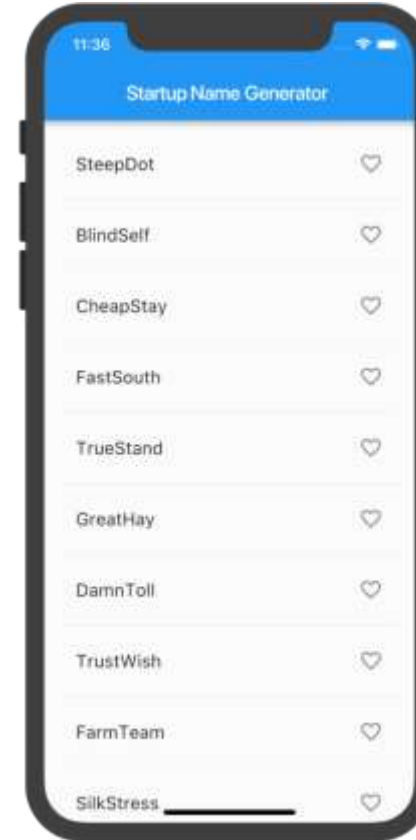 11:36
Startup Name Generator
SteepDot
BlindSelf
CheapStay
FastSouth
TrueStand
GreatHay
DamnToll
TrustWish
FarmTeam
SilkStress